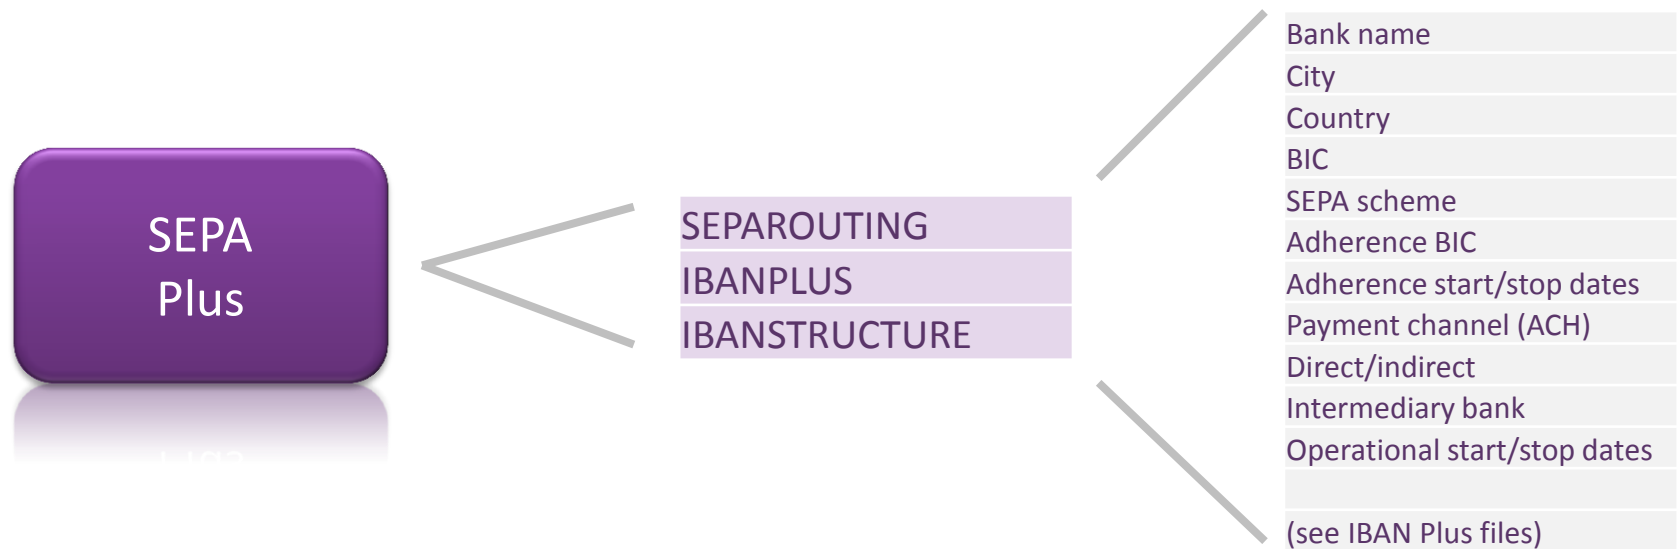 SEPA
Plus
SEPAROUTING
IBANPLUS
IBANSTRUCTURE
Bank name
City
Country
BIC
SEPA scheme
Adherence BIC
Adherence start/stop dates
Payment channel (ACH)
Direct/indirect
Intermediary bank
Operational start/stop dates
(see IBAN Plus files)